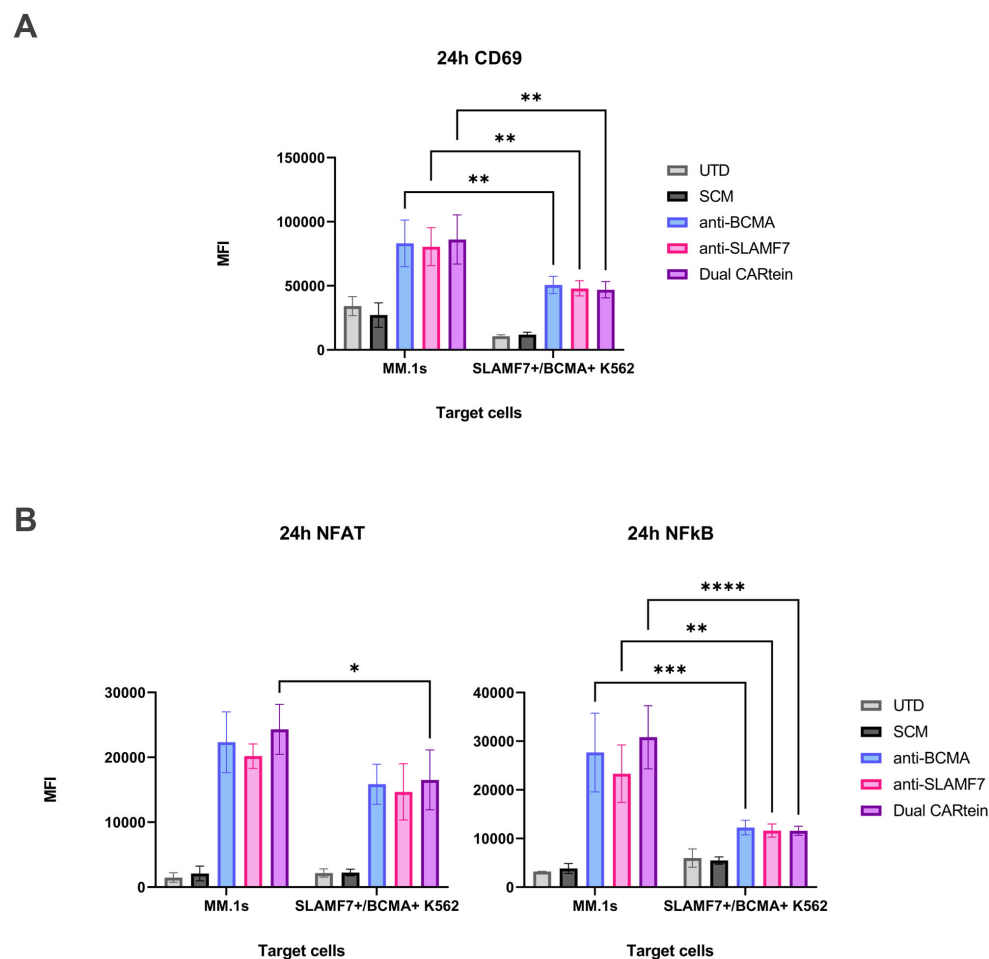 A
24h CD69
**
**
**
150000
100000
50000
0
MFI
MM.1s
SLAMF7+/BCMA+ K562
Target cells
UTD
SCM
anti-BCMA
anti-SLAMF7
Dual CARtein
B
24h NFAT
*
30000
20000
10000
0
MFI
MM.1s
SLAMF7+/BCMA+ K562
Target cells
24h NFkB
****
**
***
40000
30000
20000
10000
0
MM.1s
SLAMF7+/BCMA+ K562
Target cells
UTD
SCM
anti-BCMA
anti-SLAMF7
Dual CARtein